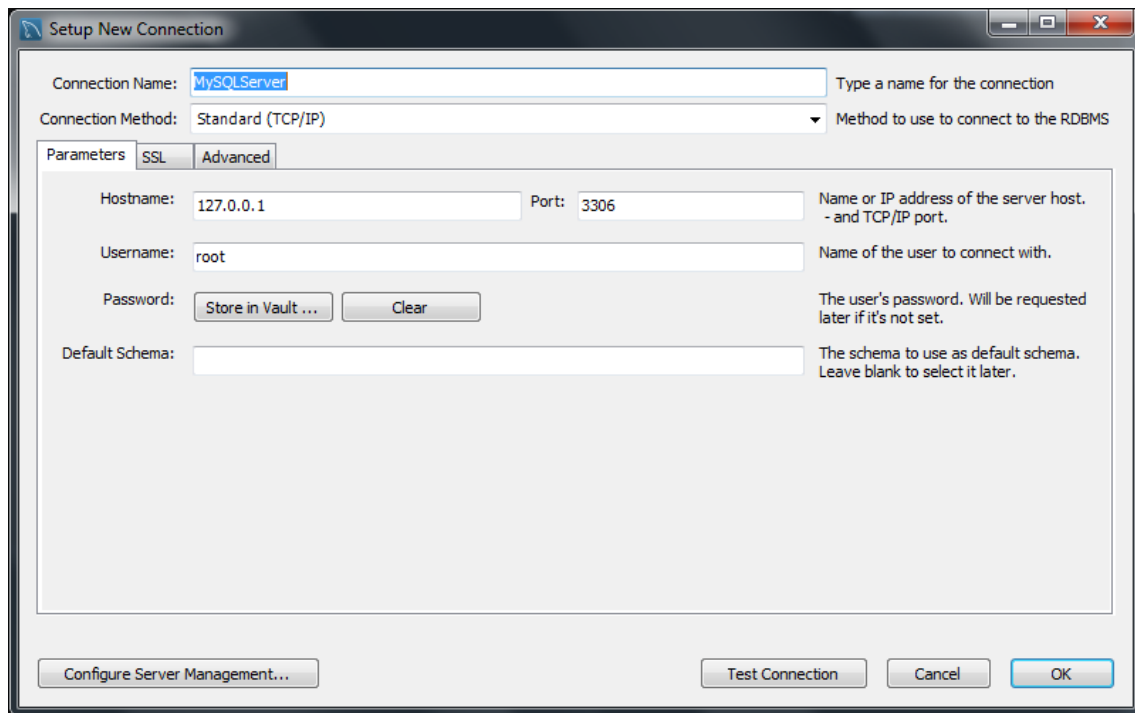 Setup New Connection
Connection Name: MySQLServer Type a name for the connection
Connection Method: Standard (TCP/IP) Method to use to connect to the RDBMS
Parameters SSL Advanced
Hostname: 127.0.0.1 Port: 3306 Name or IP address of the server host.
- and TCP/IP port.
Username: root Name of the user to connect with.
Password: Store in Vault ... Clear The user's password. Will be requested
later if it's not set.
Default Schema: The schema to use as default schema.
Leave blank to select it later.
Configure Server Management... Test Connection Cancel OK